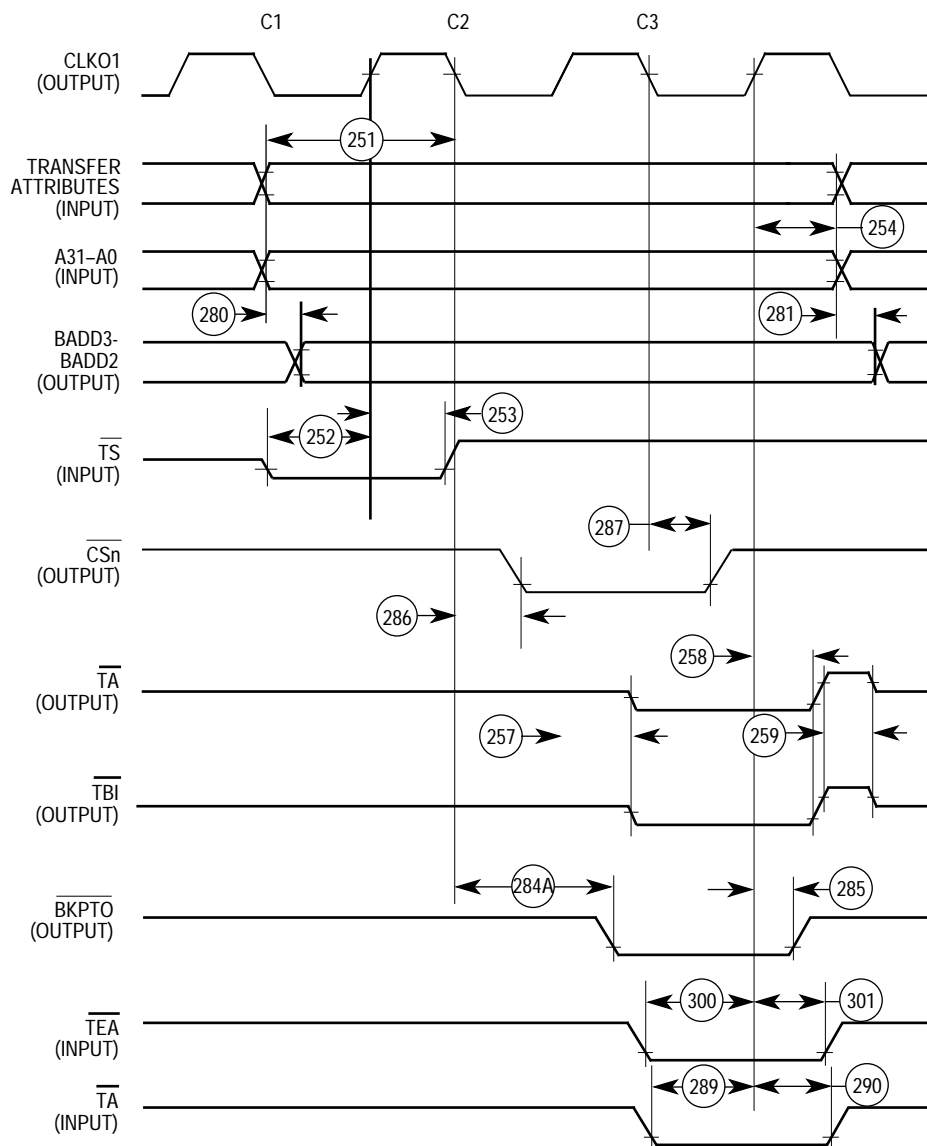 C1 C2 C3
CLKO1
(OUTPUT)
251
TRANSFER
ATTRIBUTES
(INPUT)
254
A31–A0
(INPUT)
280 281
BADD3-
BADD2
(OUTPUT)
253
252
TS
(INPUT)
287
CSn
(OUTPUT)
286
258
TA
(OUTPUT)
257 259
TBI
(OUTPUT)
284A 285
BKPTO
(OUTPUT)
300 301
TEA
(INPUT)
289 290
TA
(INPUT)